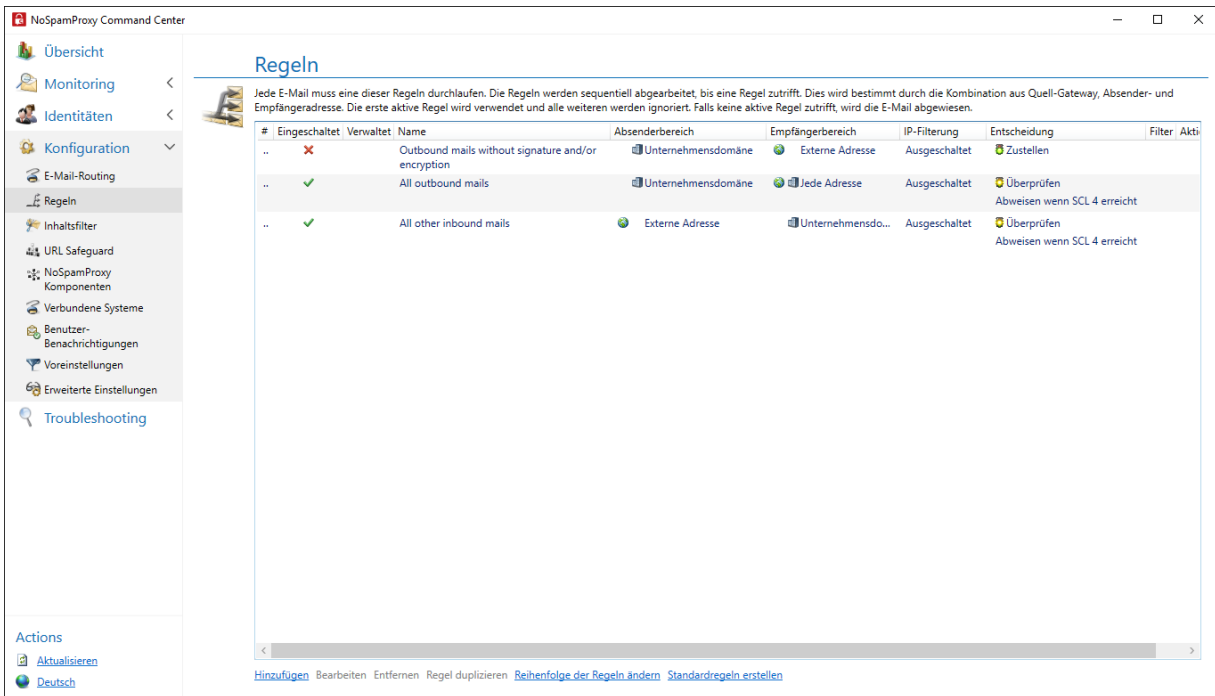 NoSpamProxy Command Center
Übersicht
Monitoring
Identitäten
Konfiguration
E-Mail-Routing
Regeln
Inhaltsfilter
URL Safeguard
NoSpamProxy
Komponenten
Verbundene Systeme
Benutzer-
Benachrichtigungen
Voreinstellungen
Erweiterte Einstellungen
Troubleshooting
Actions
Aktualisieren
Deutsch
Regeln
Jede E-Mail muss eine dieser Regeln durchlaufen. Die Regeln werden sequentiell abgearbeitet, bis eine Regel zutrifft. Dies wird bestimmt durch die Kombination aus Quell-Gateway, Absender- und
Empfängeradresse. Die erste aktive Regel wird verwendet und alle weiteren werden ignoriert. Falls keine aktive Regel zutrifft, wird die E-Mail abgewiesen.
# Eingeschaltet Verwaltet Name Absenderbereich Empfängerbereich IP-Filterung Entscheidung Filter Akti
.. Outbound mails without signature and/or Unternehmensdomäne Externe Adresse Ausgeschaltet Zustellen
encryption
.. All outbound mails Unternehmensdomäne Jede Adresse Ausgeschaltet Überprüfen
Abweisen wenn SCL 4 erreicht
.. All other inbound mails Externe Adresse Unternehmensdo... Ausgeschaltet Überprüfen
Abweisen wenn SCL 4 erreicht
Hinzufügen Bearbeiten Entfernen Regel duplizieren Reihenfolge der Regeln ändern Standardregeln erstellen